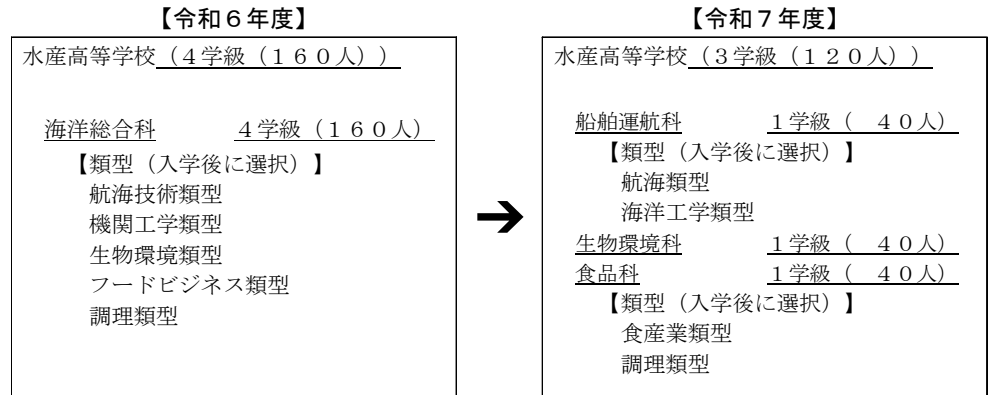 【令和６年度】
水産高等学校（４学級（１６０人））
海洋総合科　　　４学級（１６０人）
【類型（入学後に選択）】
航海技術類型
機関工学類型
生物環境類型
フードビジネス類型
調理類型
➔
【令和７年度】
水産高等学校（３学級（１２０人））
船舶運航科　　　１学級（　４０人）
【類型（入学後に選択）】
航海類型
海洋工学類型
生物環境科　　　１学級（　４０人）
食品科　　　　　１学級（　４０人）
【類型（入学後に選択）】
食産業類型
調理類型